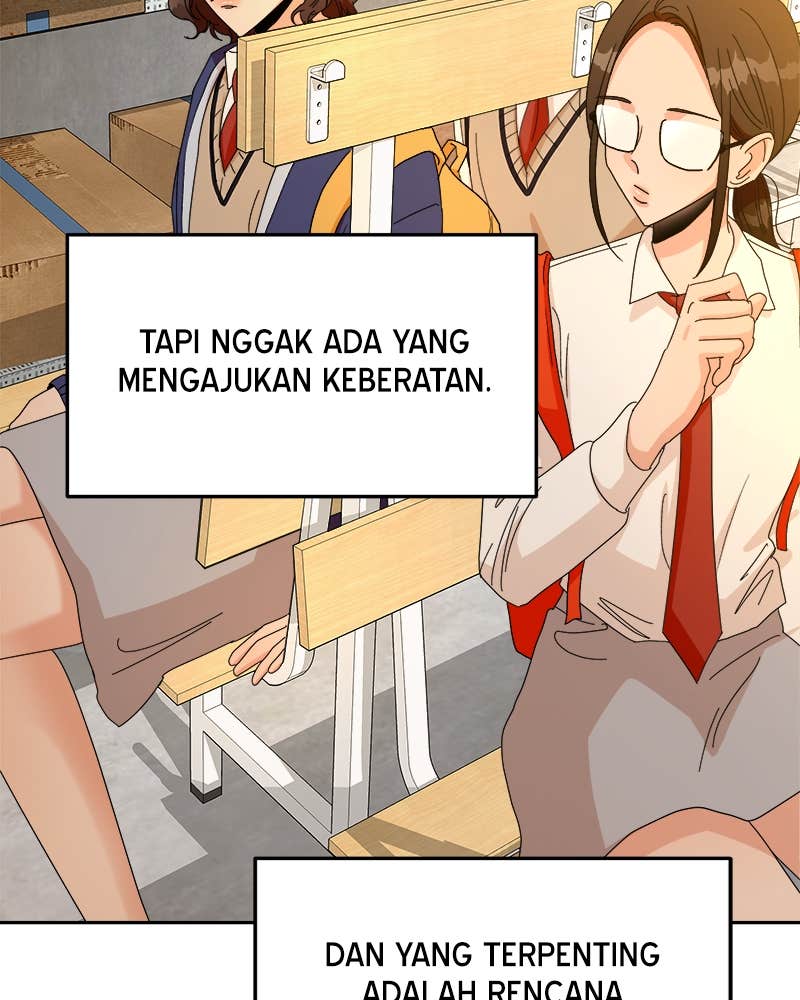 TAPI NGGAK ADA YANG
MENGAJUKAN KEBERATAN.
DAN YANG TERPENTING
ADALAH RENCANA